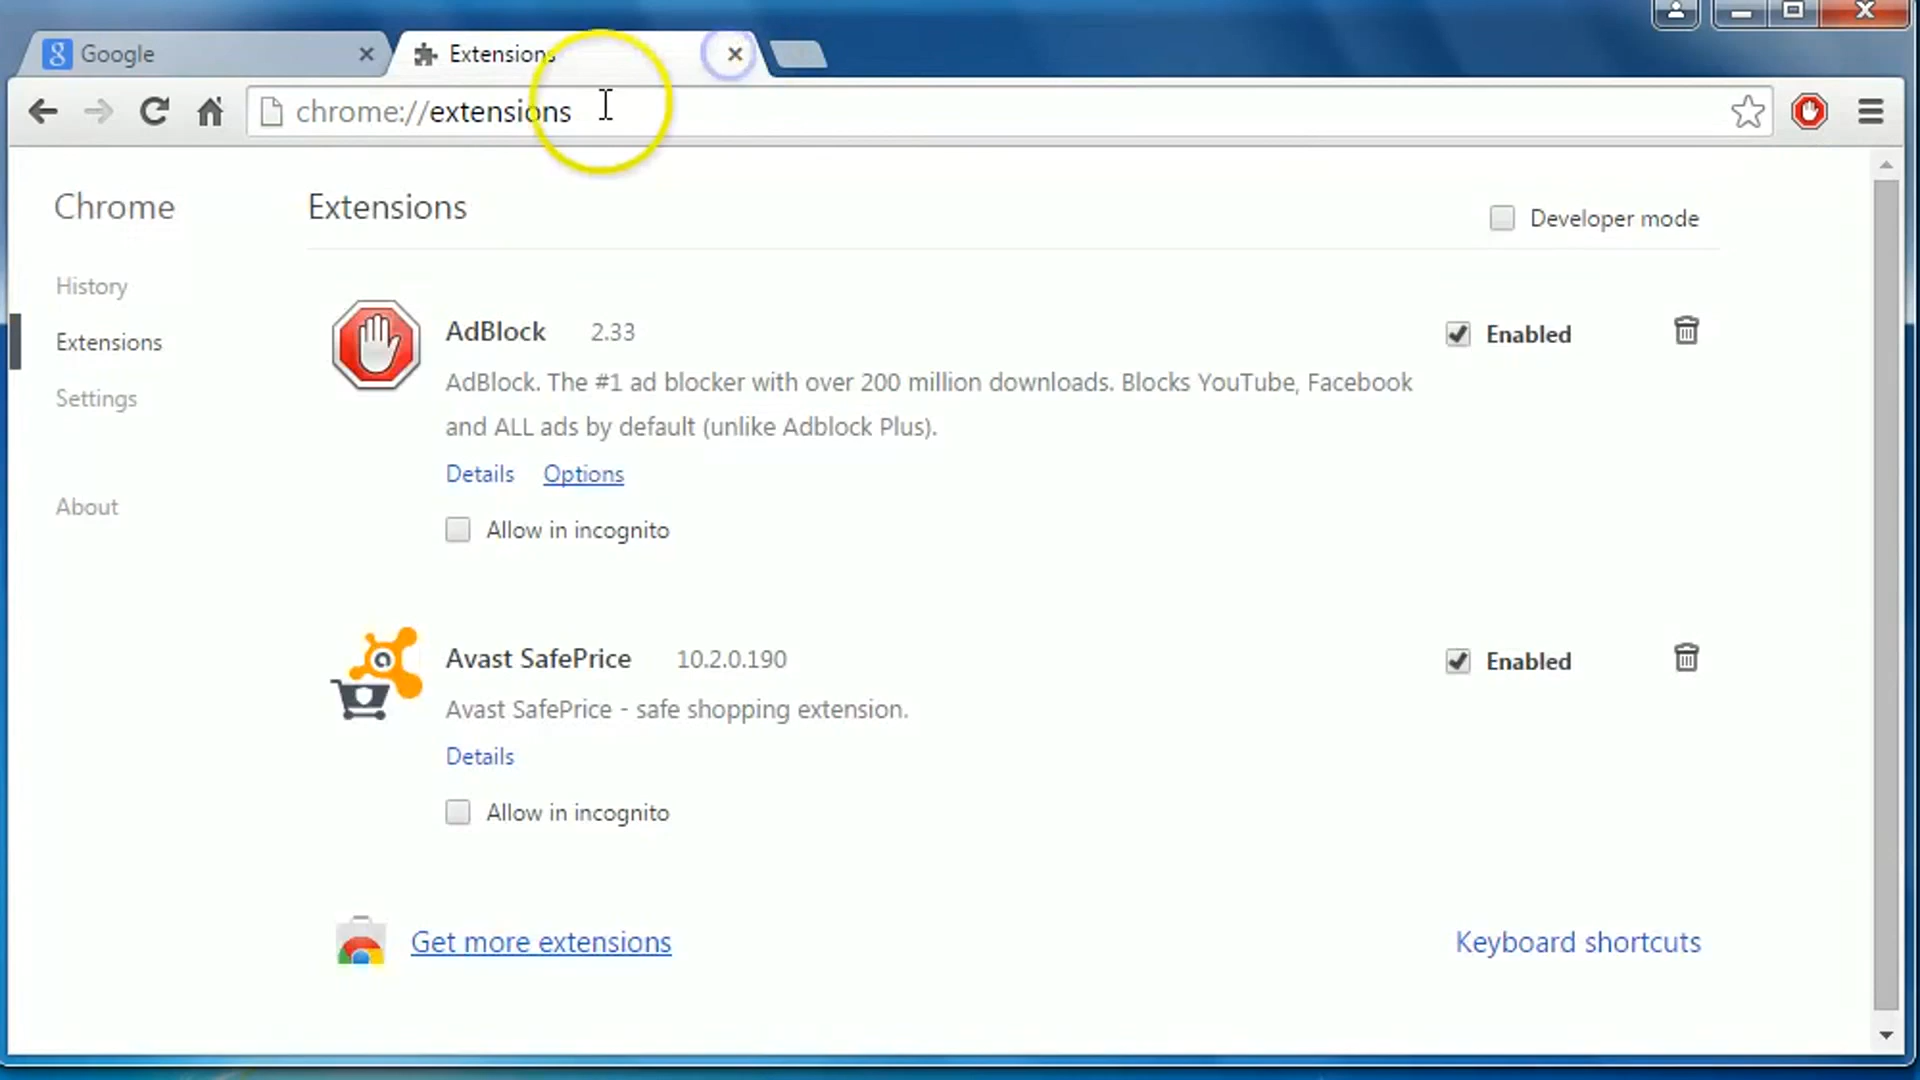 Google
Extensions
chrome://extensions
Chrome
Extensions
Developer mode
History
Extensions
Settings
About
AdBlock 2.33
Enabled
AdBlock. The #1 ad blocker with over 200 million downloads. Blocks YouTube, Facebook
and ALL ads by default (unlike Adblock Plus).
Details Options
Allow in incognito
Avast SafePrice 10.2.0.190
Enabled
Avast SafePrice - safe shopping extension.
Details
Allow in incognito
Get more extensions
Keyboard shortcuts